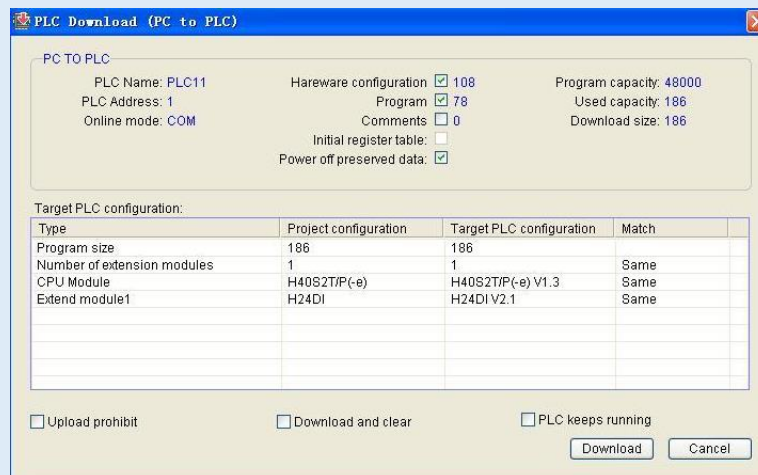 PLC Download (PC to PLC)
PC TO PLC
PLC Name: PLC11 Hareware configuration 108 Program capacity: 48000
PLC Address: 1 Program 78 Used capacity: 186
Online mode: COM Comments 0 Download size: 186
Initial register table:
Power off preserved data:
Target PLC configuration:
Type Project configuration Target PLC configuration Match
Program size 186 186
Number of extension modules 1 1 Same
CPU Module H40S2T/P(-e) H40S2T/P(-e) V1.3 Same
Extend module1 H24DI H24DI V2.1 Same
Upload prohibit Download and clear PLC keeps running
Download Cancel